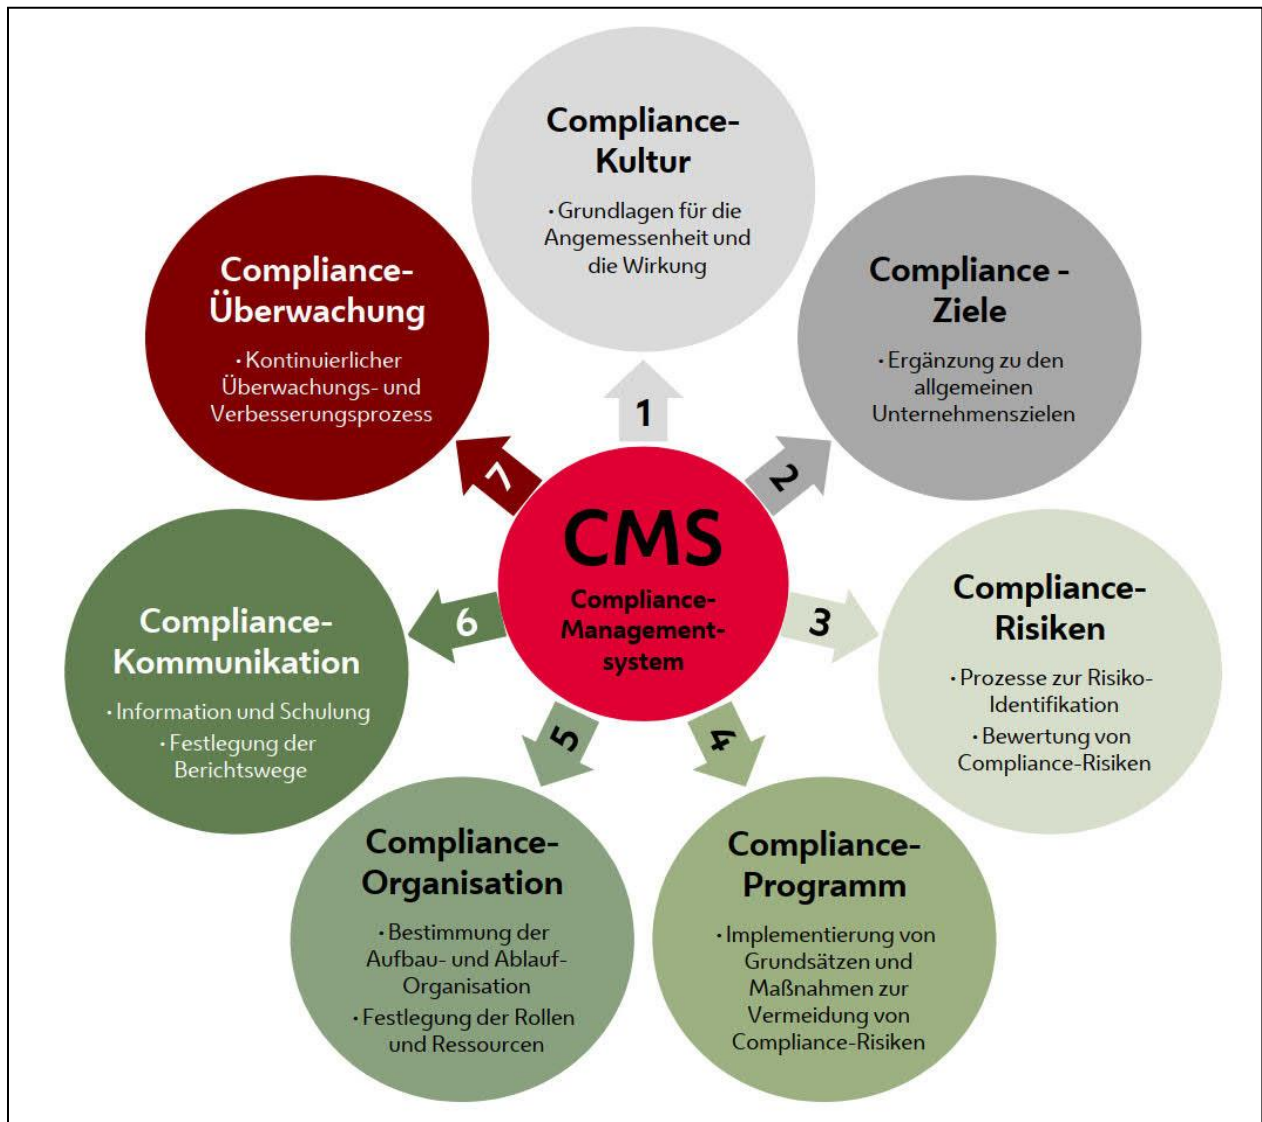 CMS
Compliance-
Management-
system
1
Compliance-
Kultur
· Grundlagen für die
Angemessenheit und
die Wirkung
2
Compliance -
Ziele
· Ergänzung zu den
allgemeinen
Unternehmenszielen
3
Compliance-
Risiken
· Prozesse zur Risiko-
Identifikation
· Bewertung von
Compliance-Risiken
4
Compliance-
Programm
· Implementierung von
Grundsätzen und
Maßnahmen zur
Vermeidung von
Compliance-Risiken
5
Compliance-
Organisation
· Bestimmung der
Aufbau- und Ablauf-
Organisation
· Festlegung der Rollen
und Ressourcen
6
Compliance-
Kommunikation
· Information und Schulung
· Festlegung der
Berichtswege
7
Compliance-
Überwachung
· Kontinuierlicher
Überwachungs- und
Verbesserungsprozess